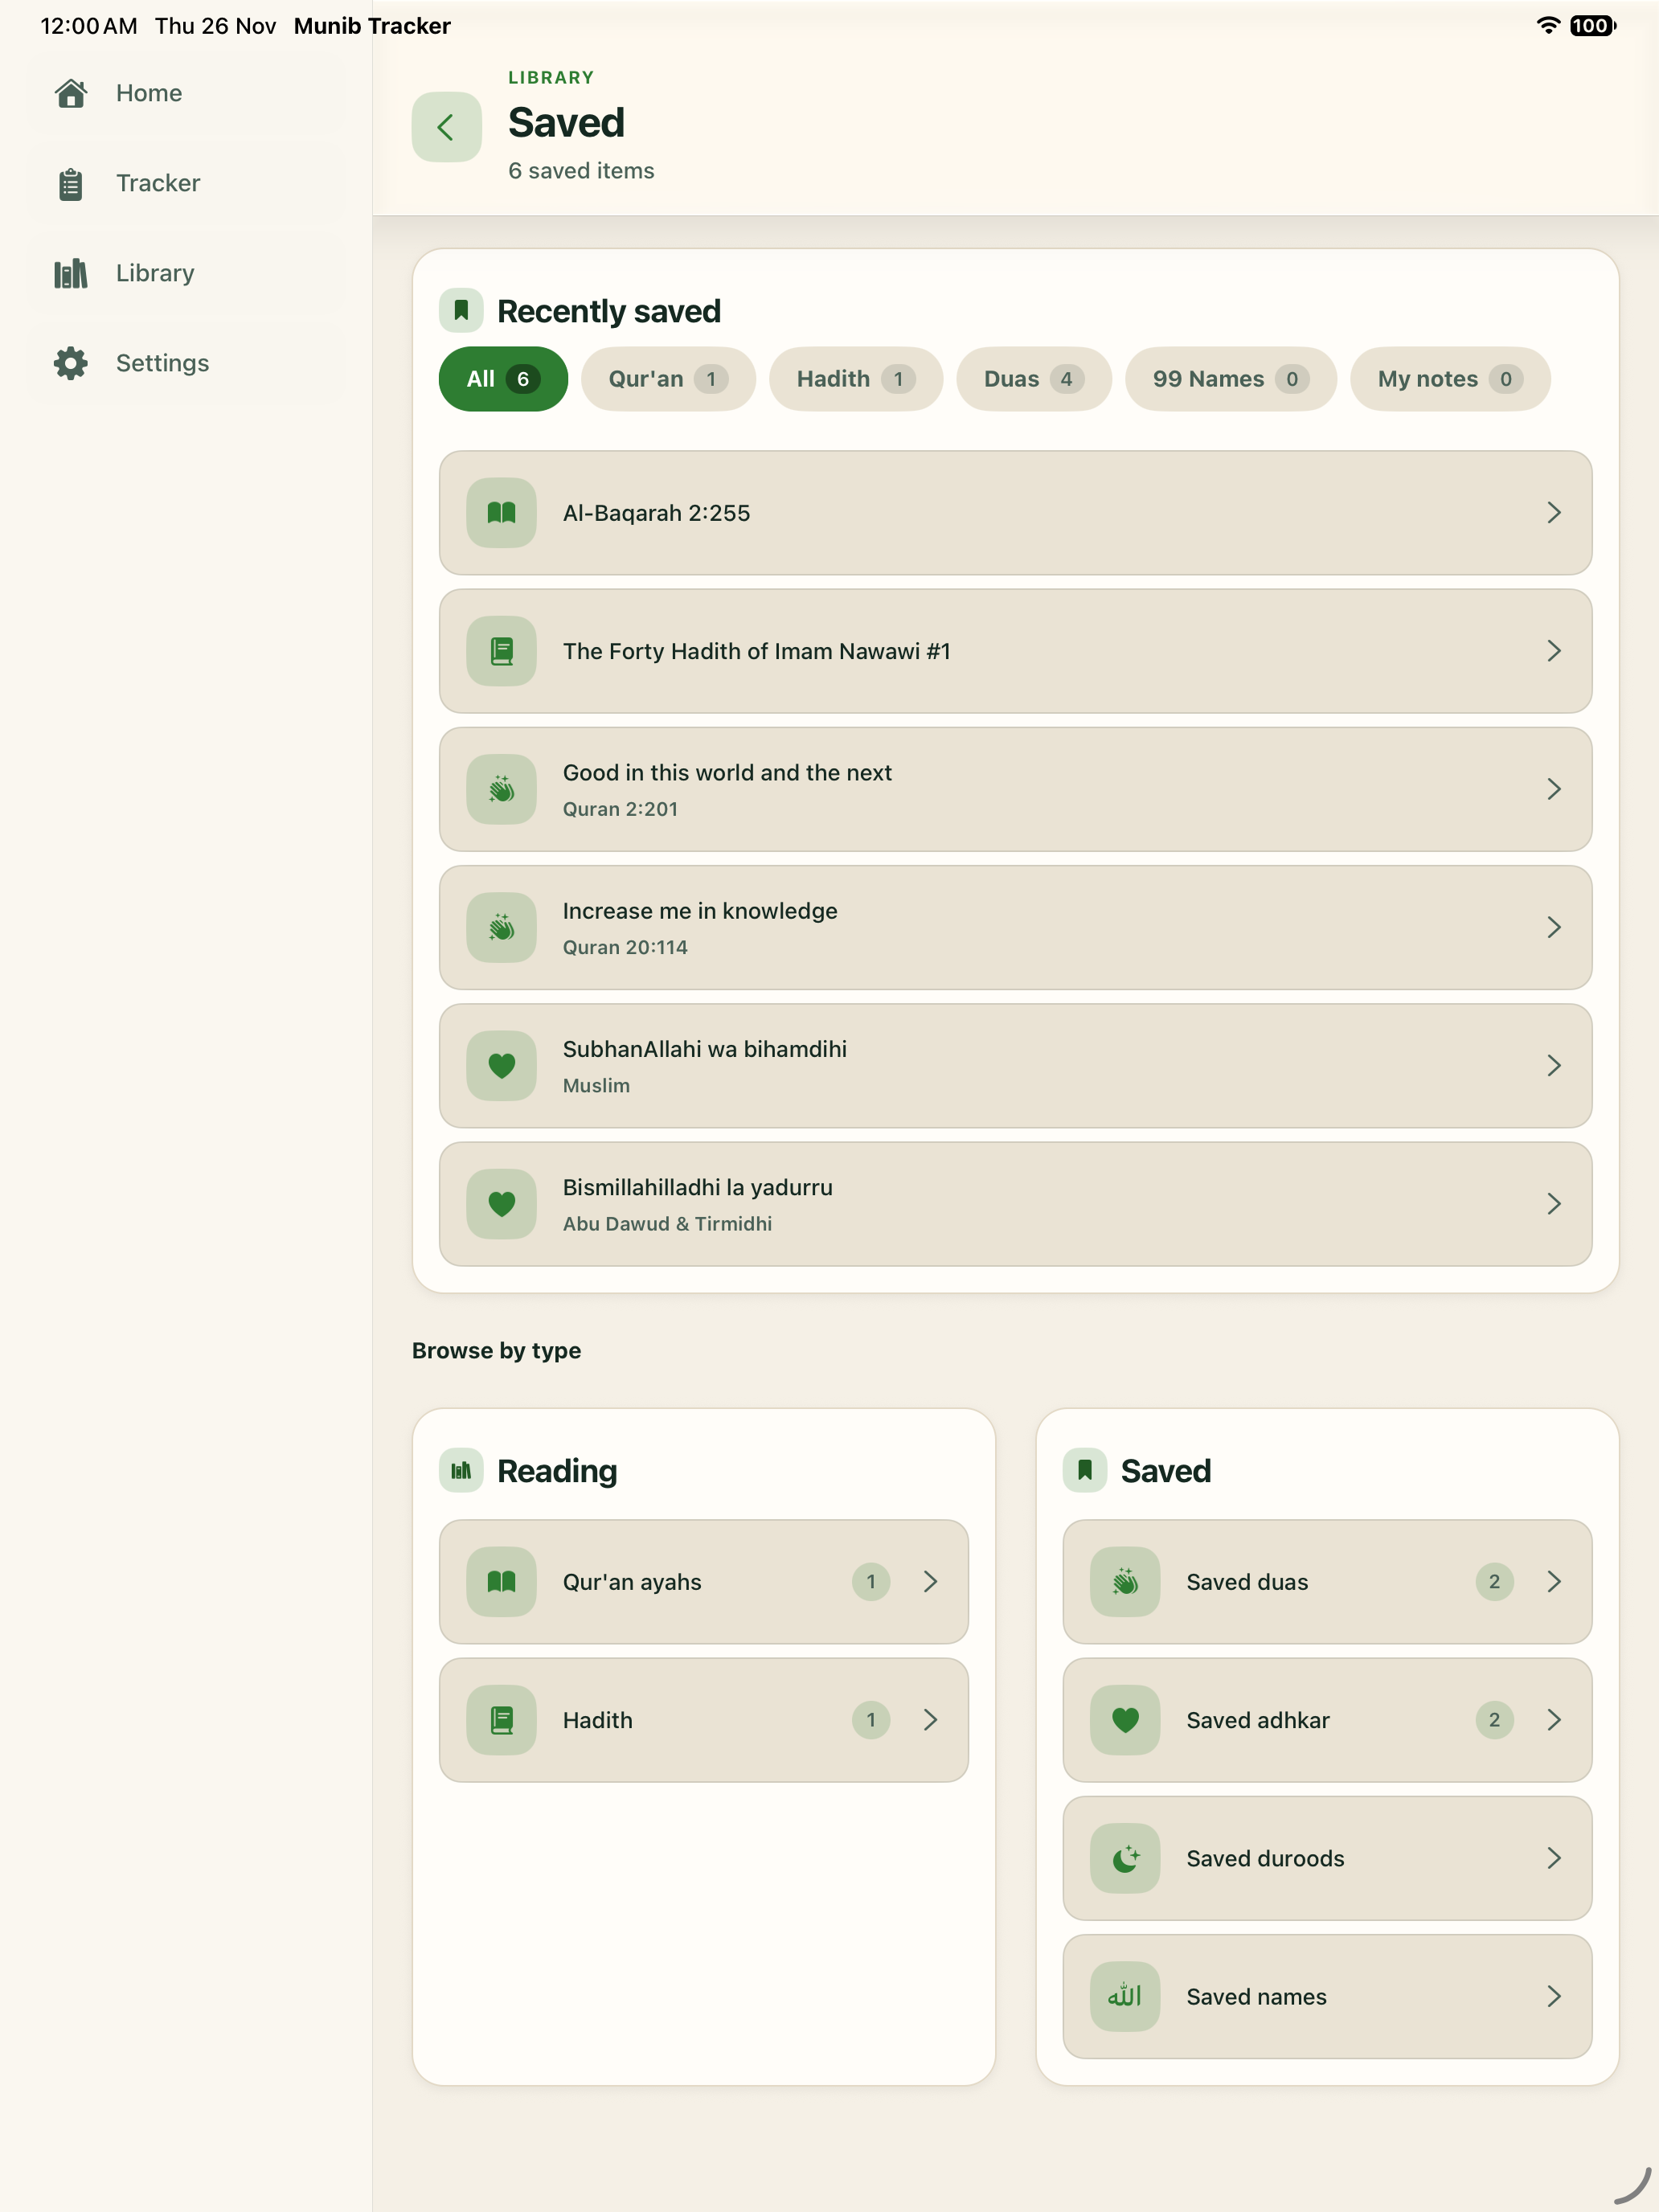 12:00 AM Thu 26 Nov Munib Tracker
100
Home
Tracker
Library
Settings
LIBRARY
Saved
6 saved items
Recently saved
All 6
Qur'an 1
Hadith 1
Duas 4
99 Names 0
My notes 0
Al-Baqarah 2:255
The Forty Hadith of Imam Nawawi #1
Good in this world and the next
Quran 2:201
Increase me in knowledge
Quran 20:114
SubhanAllahi wa bihamdihi
Muslim
Bismillahilladhi la yadurru
Abu Dawud & Tirmidhi
Browse by type
Reading
Qur'an ayahs 1
Hadith 1
Saved
Saved duas 2
Saved adhkar 2
Saved duroods
الله Saved names